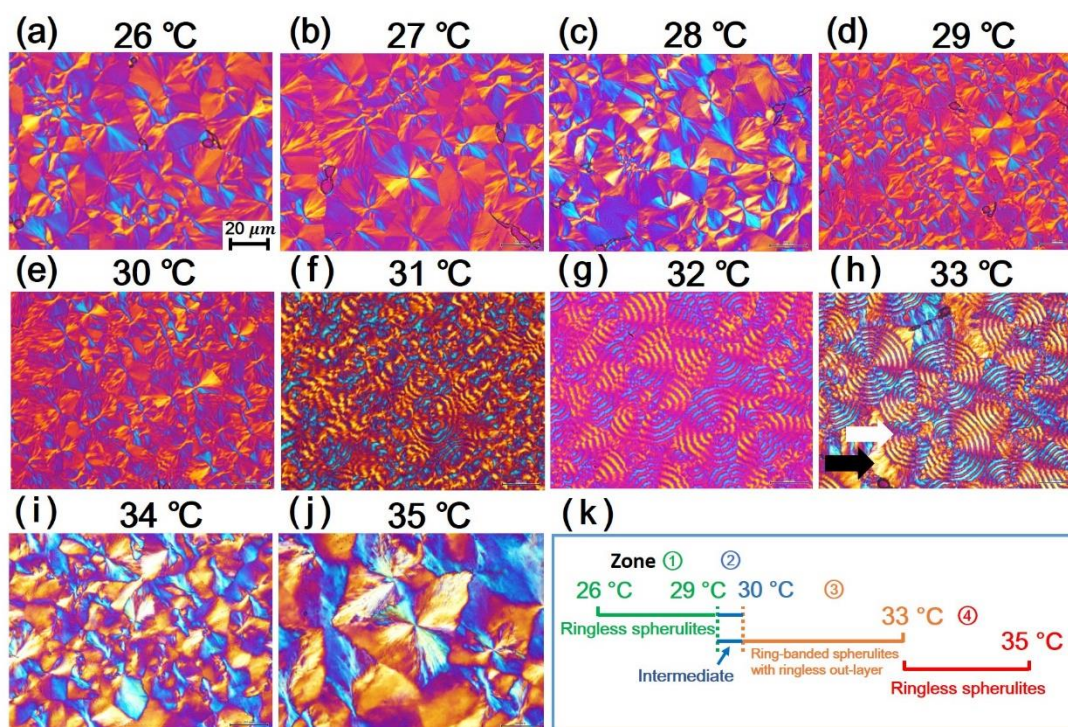 (a) 26 °C
(b) 27 °C
(c) 28 °C
(d) 29 °C
20 μm
(e) 30 °C
(f) 31 °C
(g) 32 °C
(h) 33 °C
(i) 34 °C
(j) 35 °C
(k)
Zone ① ② ③
26 °C 29 °C 30 °C
33 °C ④
35 °C
Ringless spherulites
Intermediate
Ring-banded spherulites
with ringless out-layer
Ringless spherulites